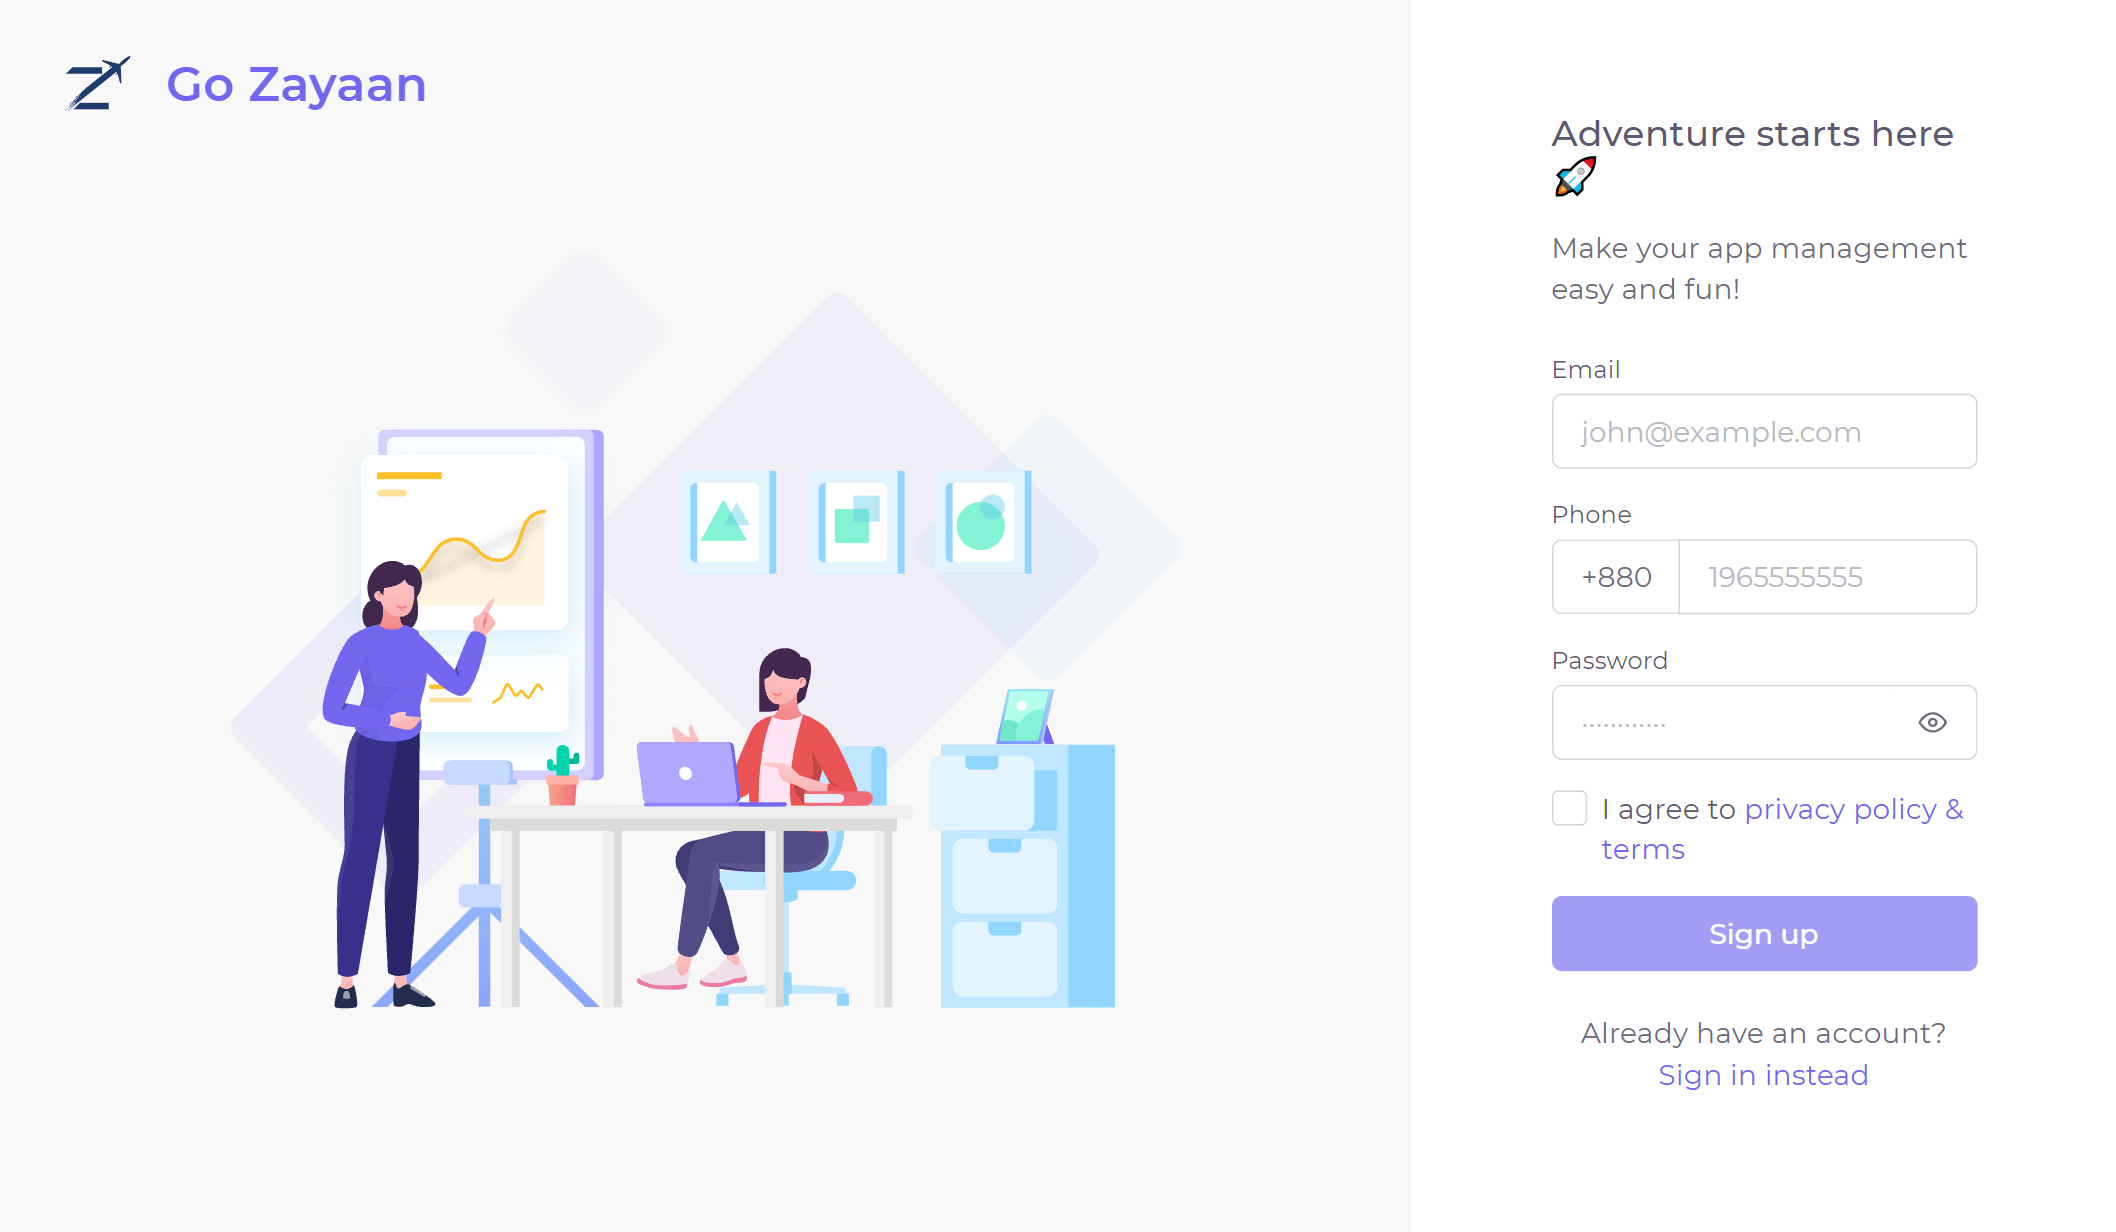 Go Zayaan
Adventure starts here
🚀
Make your app management
easy and fun!
Email
john@example.com
Phone
+880 1965555555
Password
............
I agree to privacy policy &
terms
Sign up
Already have an account?
Sign in instead